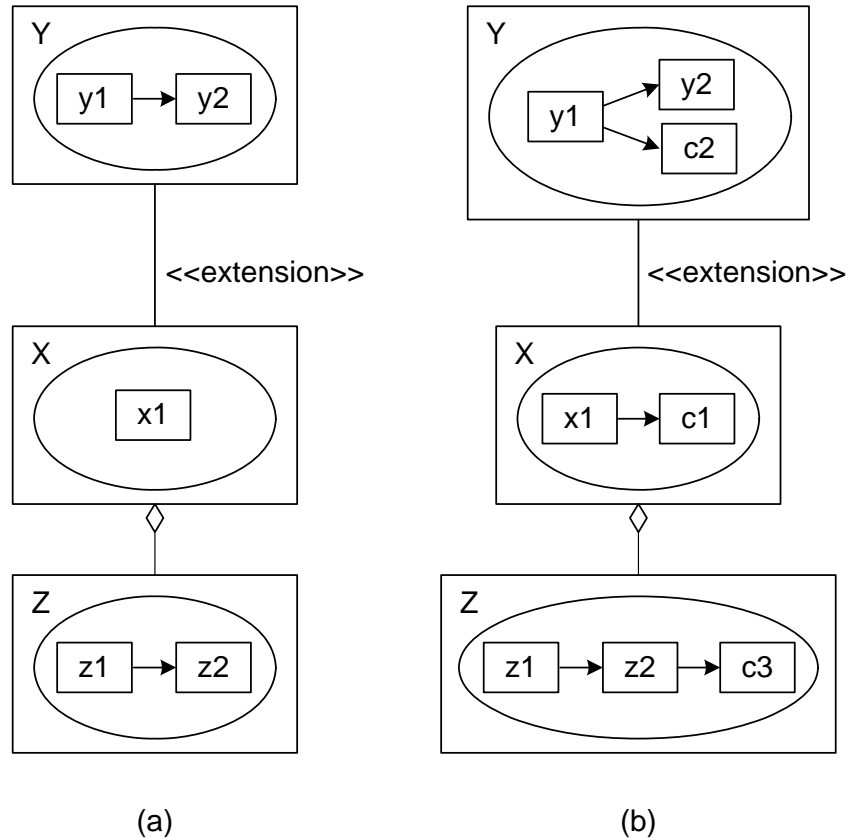 Y
y1
y2
<<extension>>
X
x1
Z
z1
z2
(a)
Y
y2
y1
c2
<<extension>>
X
x1
c1
Z
z1
z2
c3
(b)